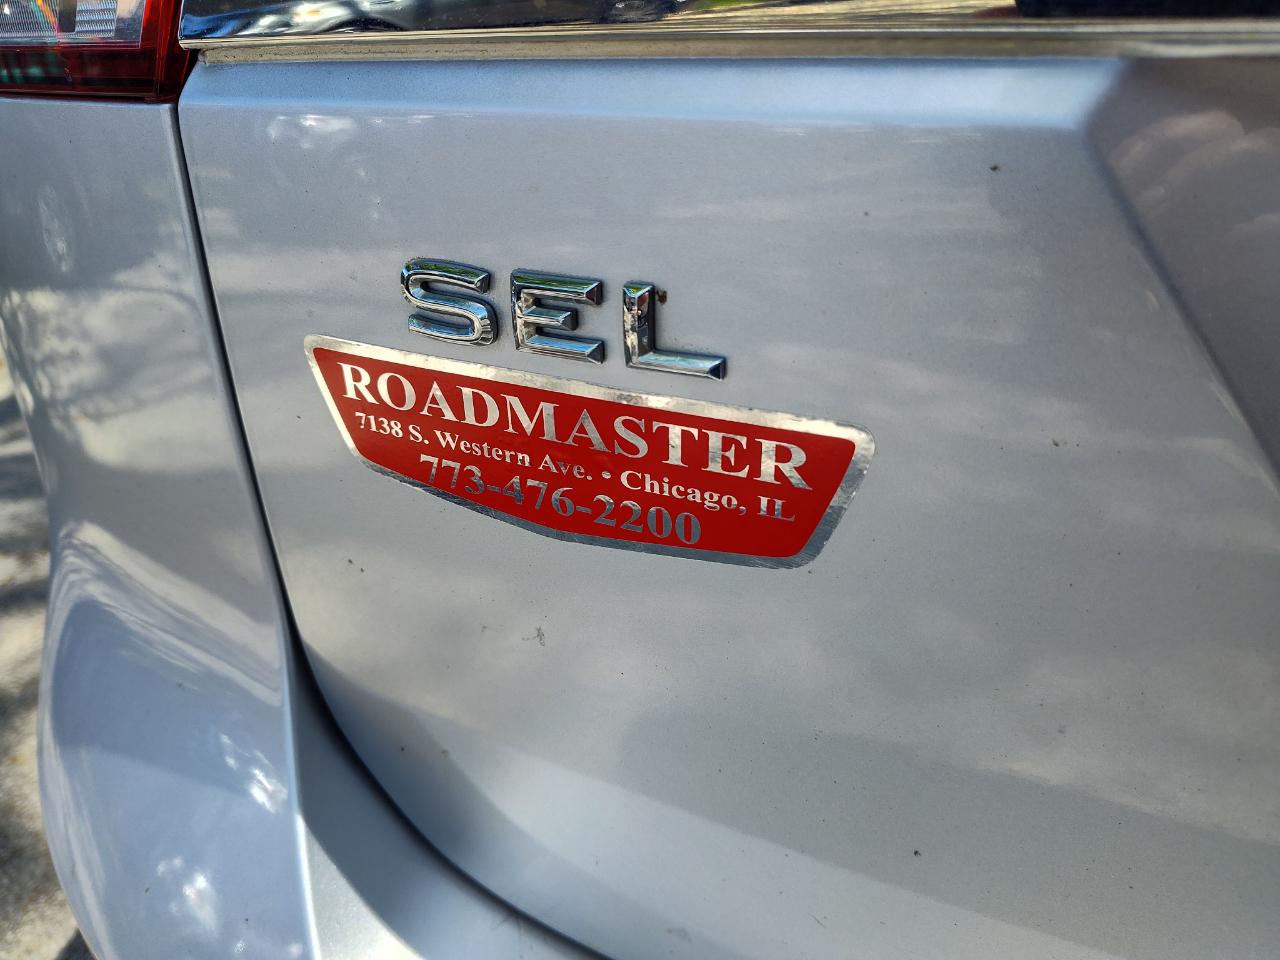 SEL
ROADMASTER
7138 S. Western Ave. • Chicago, IL
773-476-2200